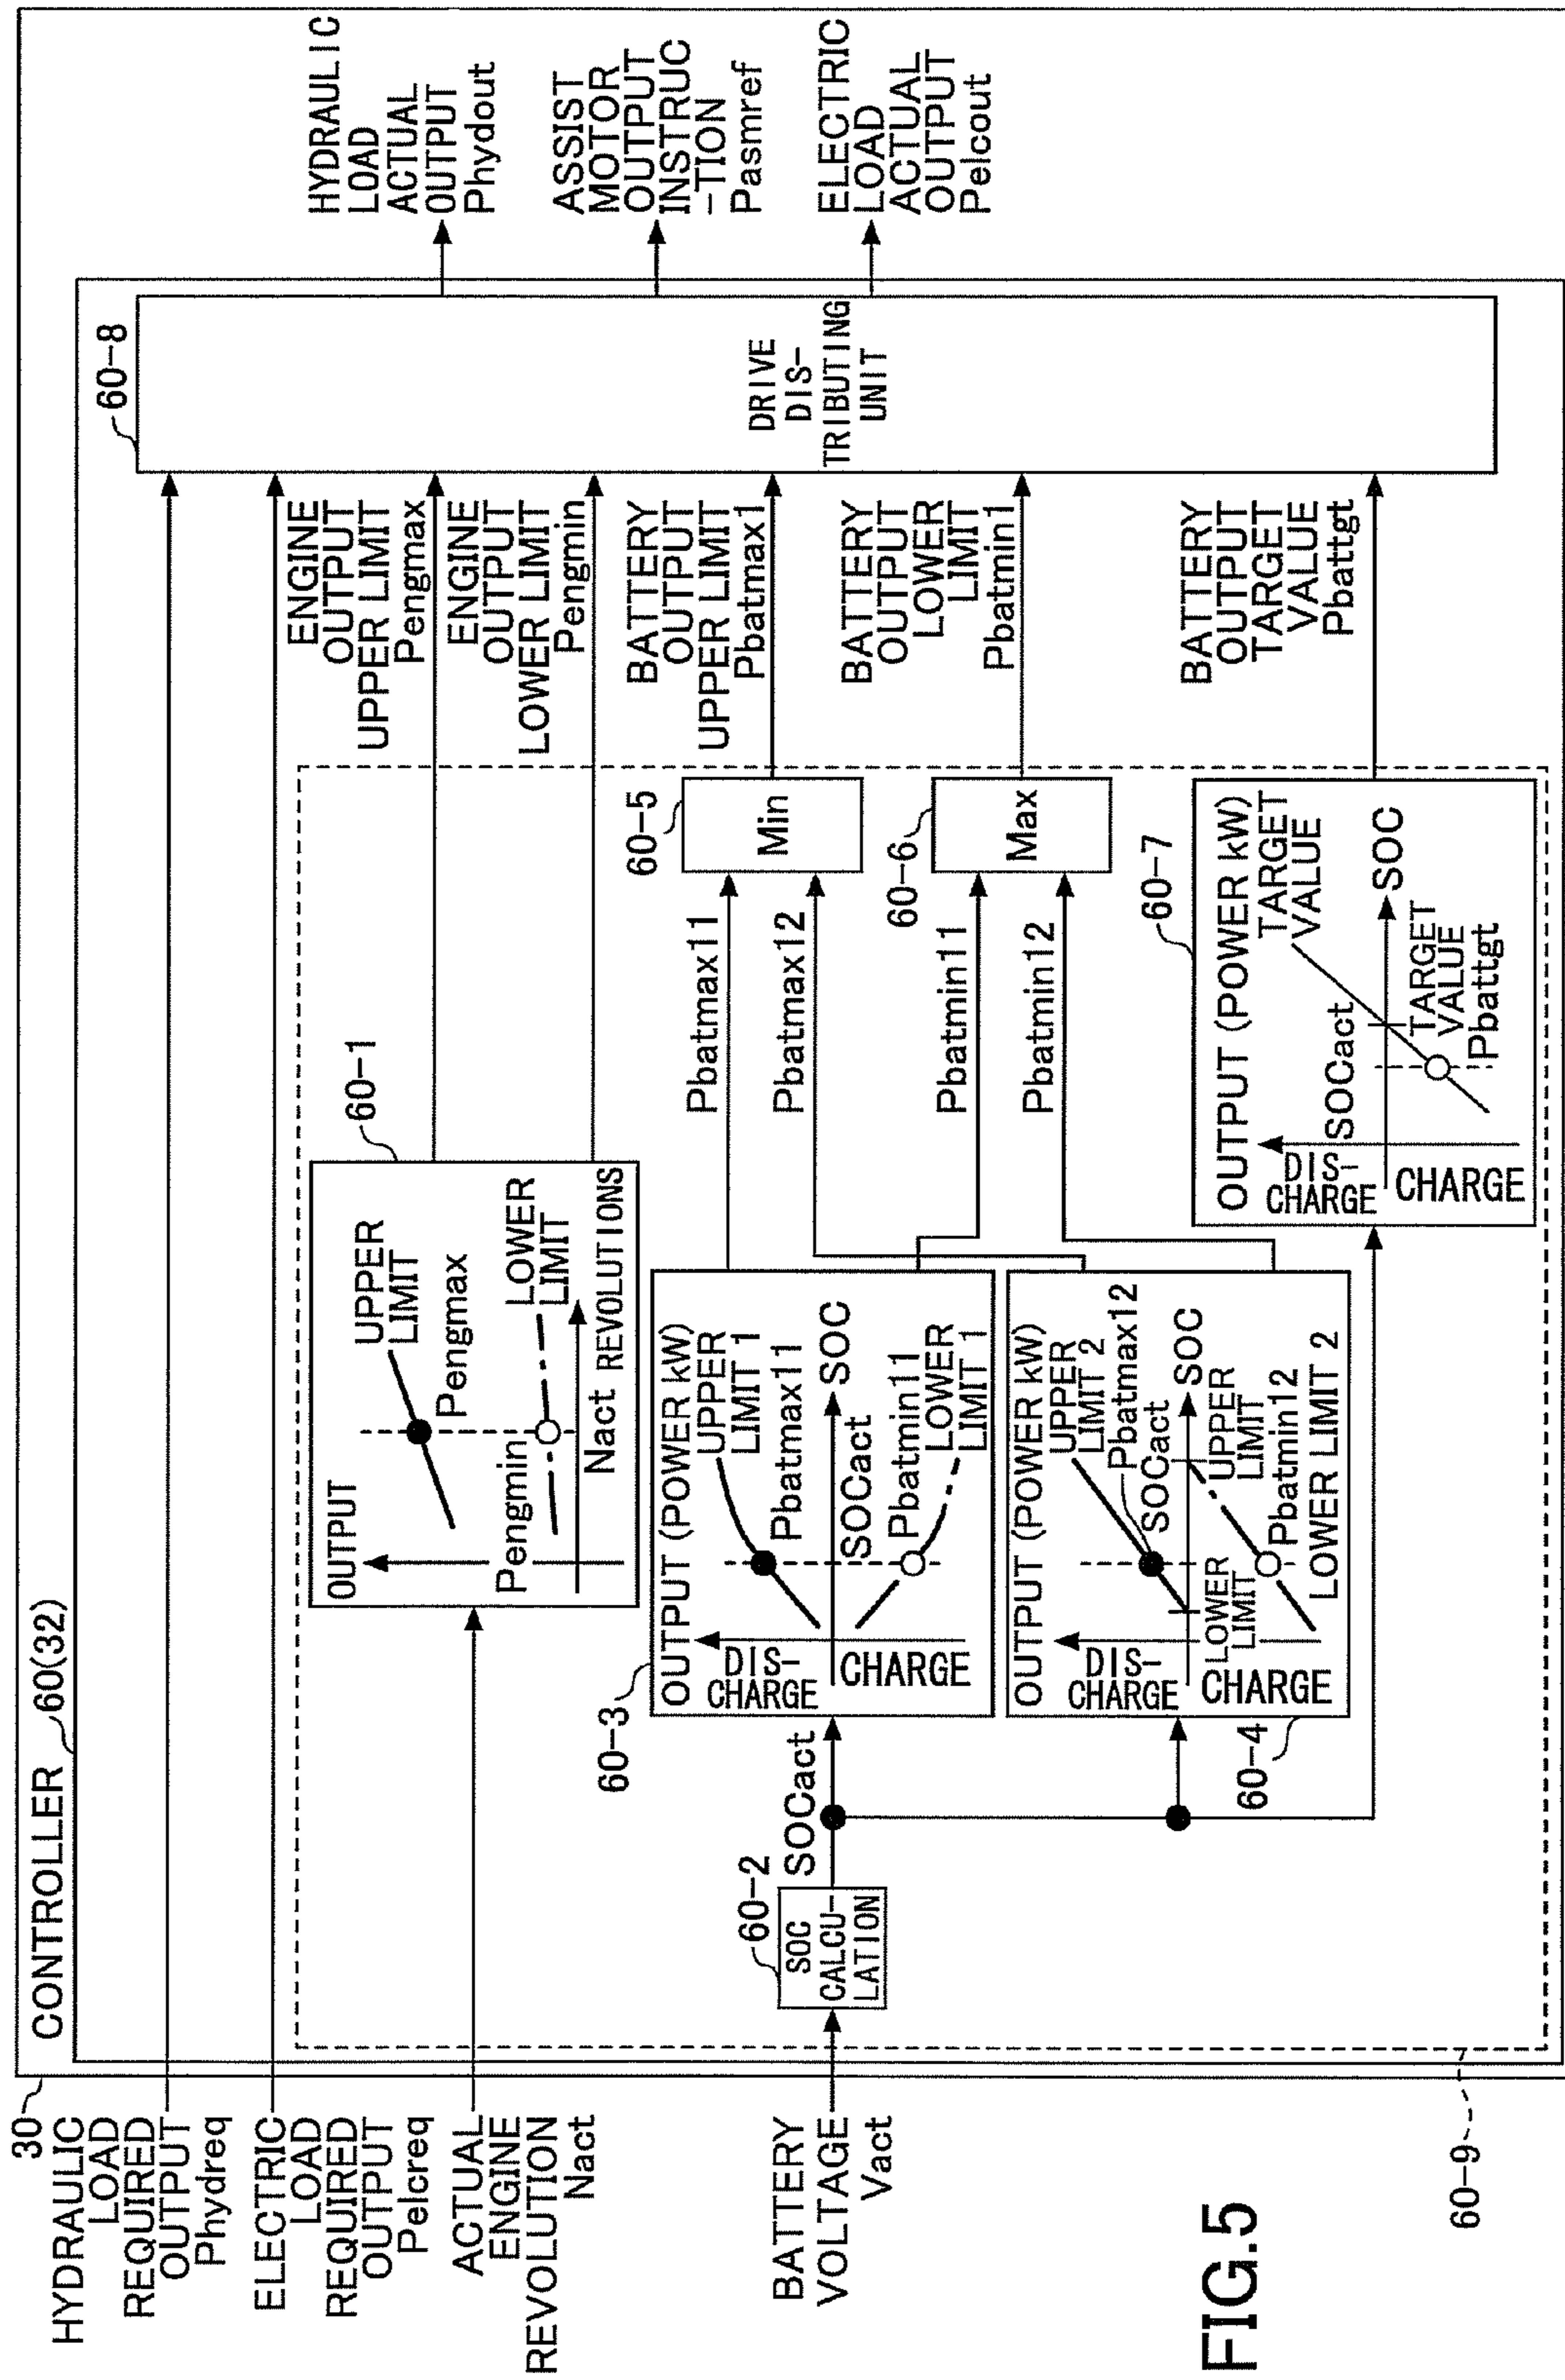 30
CONTROLLER 60(32)
HYDRAULIC
LOAD
REQUIRED
OUTPUT
Phydreq
ELECTRIC
LOAD
REQUIRED
OUTPUT
Pelcreq
ACTUAL
ENGINE
REVOLUTION
Nact
BATTERY
VOLTAGE
Vact
60-9
60-2
SOC
CALCU-
LATION
SOCact
60-1
OUTPUT
UPPER
LIMIT
Pengmax
Pengmin
LOWER
LIMIT
Nact
REVOLUTIONS
60-3
OUTPUT (POWER kW)
DIS-
CHARGE
CHARGE
UPPER
LIMIT 1
Pbatmax11
SOC
SOCact
Pbatmin11
LOWER
LIMIT 1
60-4
OUTPUT (POWER kW)
DIS-
CHARGE
CHARGE
UPPER
LIMIT 2
Pbatmax12
SOCact
SOC
LOWER
LIMIT
UPPER
LIMIT
Pbatmin12
LOWER LIMIT 2
Pbatmax11
Pbatmax12
Pbatmin11
Pbatmin12
60-5
Min
60-6
Max
60-7
OUTPUT (POWER kW)
DIS-
CHARGE
CHARGE
SOCact
TARGET
VALUE
SOC
TARGET
VALUE
Pbattgt
ENGINE
OUTPUT
UPPER LIMIT
Pengmax
ENGINE
OUTPUT
LOWER LIMIT
Pengmin
BATTERY
OUTPUT
UPPER LIMIT
Pbatmax1
BATTERY
OUTPUT
LOWER
LIMIT
Pbatmin1
BATTERY
OUTPUT
TARGET
VALUE
Pbattgt
60-8
DRIVE
DIS-
TRIBUTING
UNIT
HYDRAULIC
LOAD
ACTUAL
OUTPUT
Phydout
ASSIST
MOTOR
OUTPUT
INSTRUC
-TION
Pasmref
ELECTRIC
LOAD
ACTUAL
OUTPUT
Pelcout
FIG.5